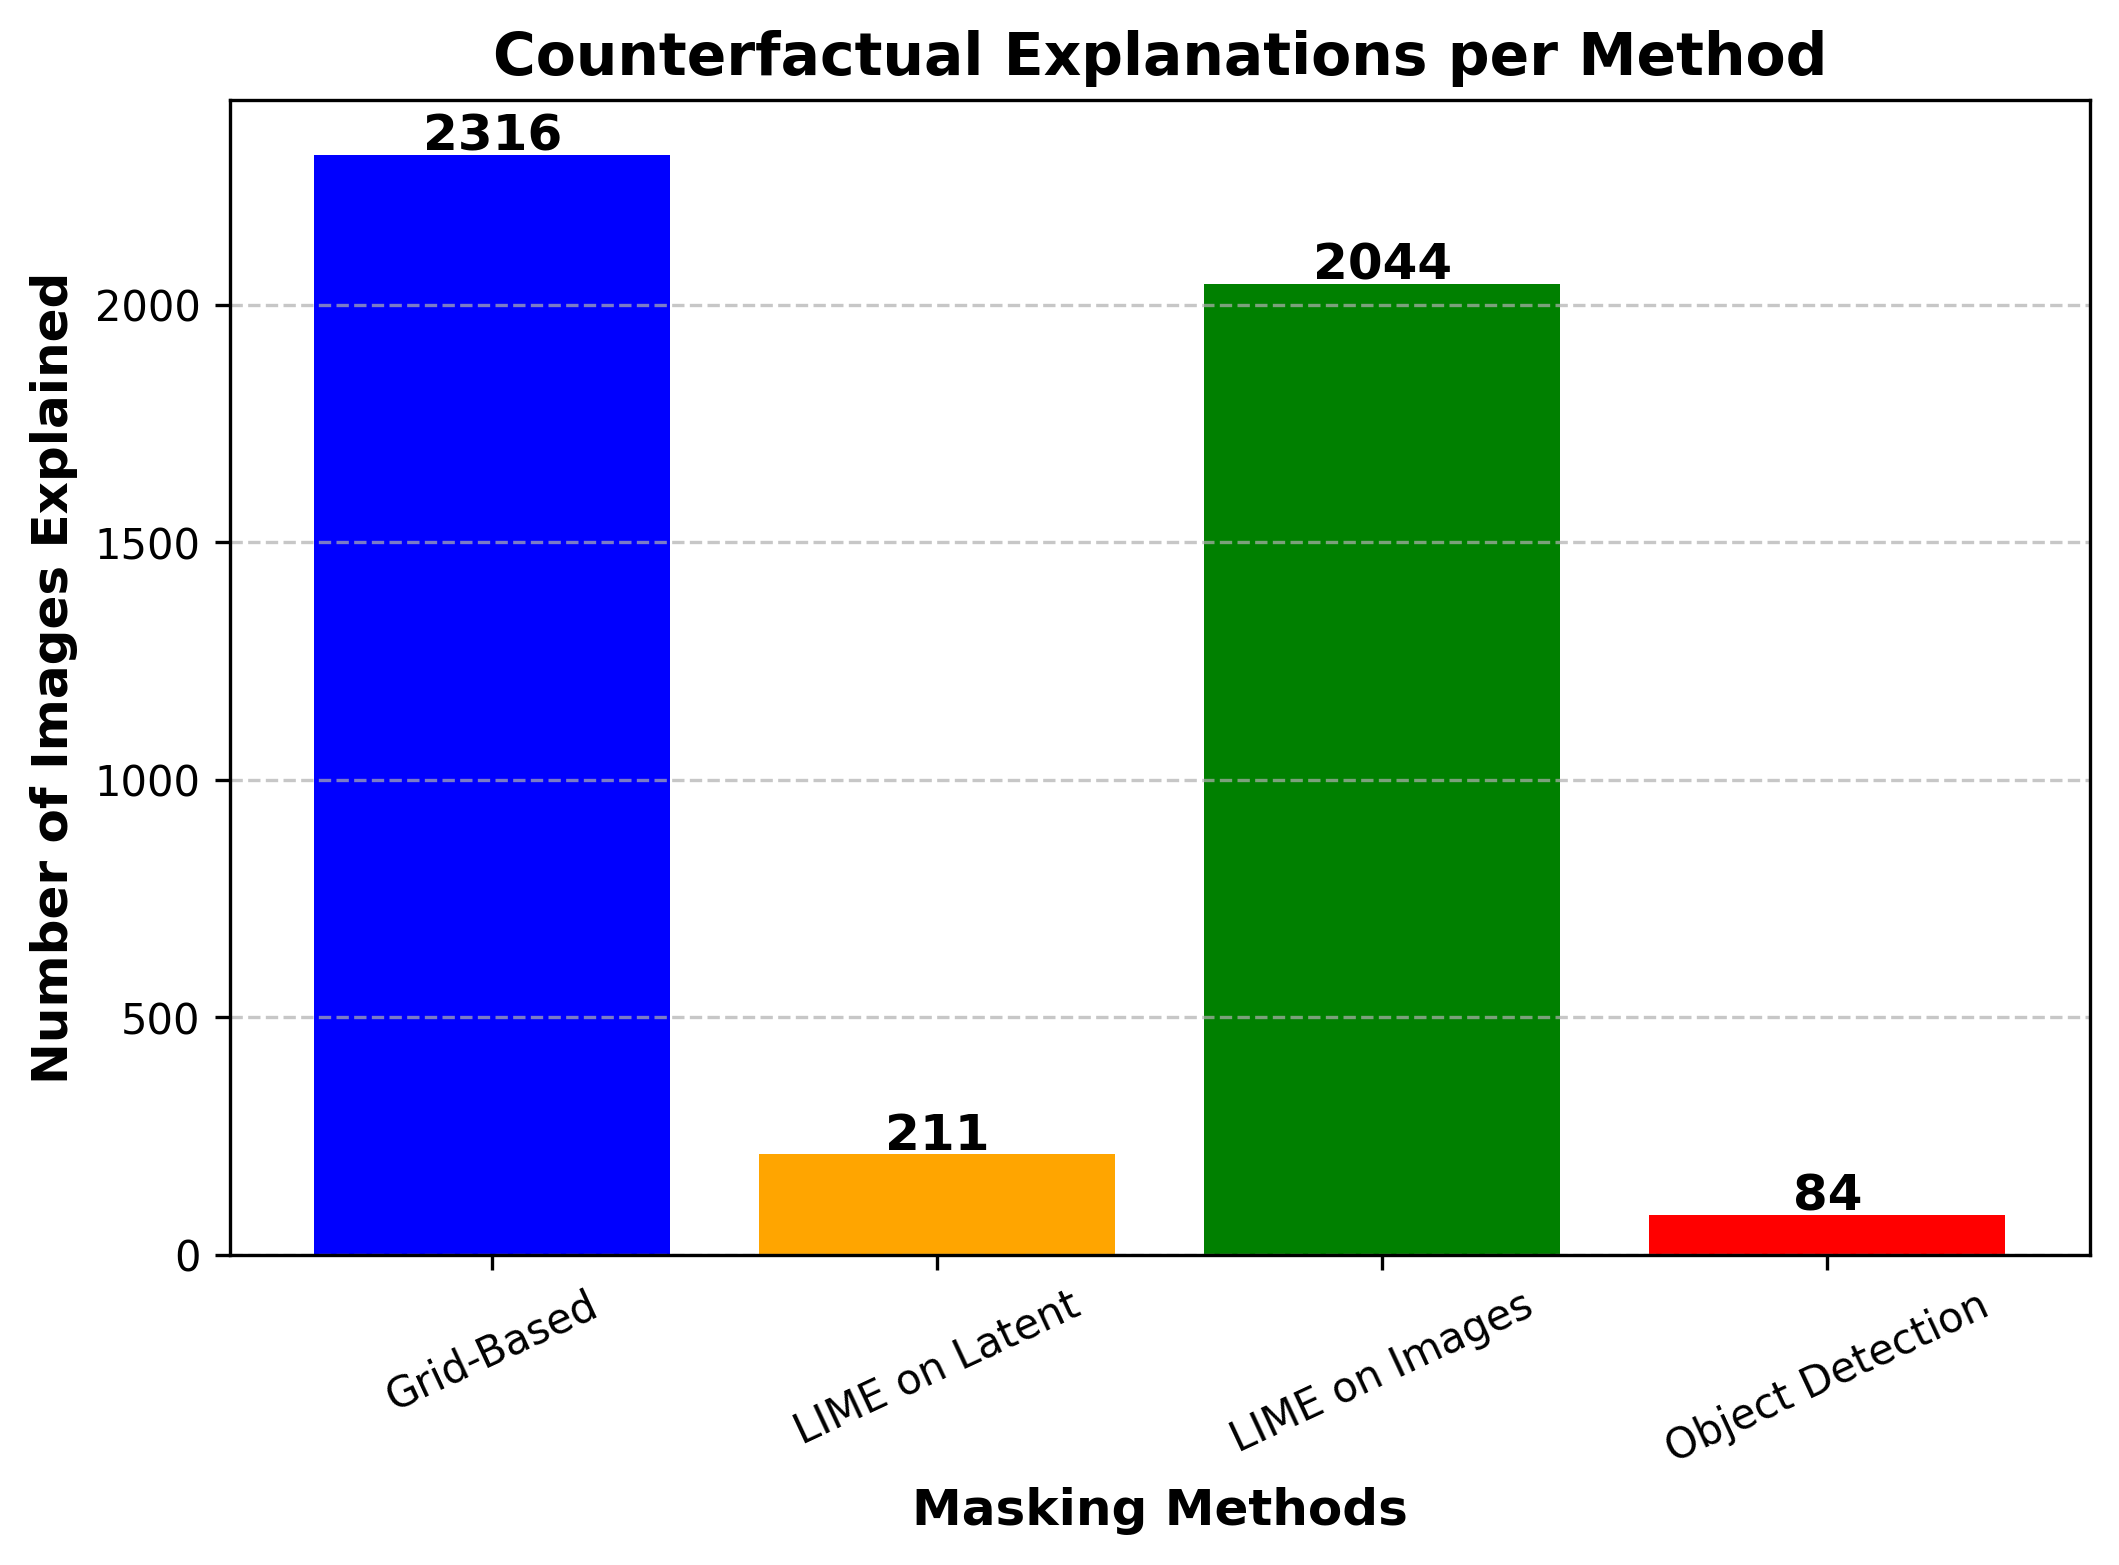 Counterfactual Explanations per Method
2316
2044
211
84
Number of Images Explained
2000
1500
1000
500
0
Grid-Based
LIME on Latent
LIME on Images
Object Detection
Masking Methods